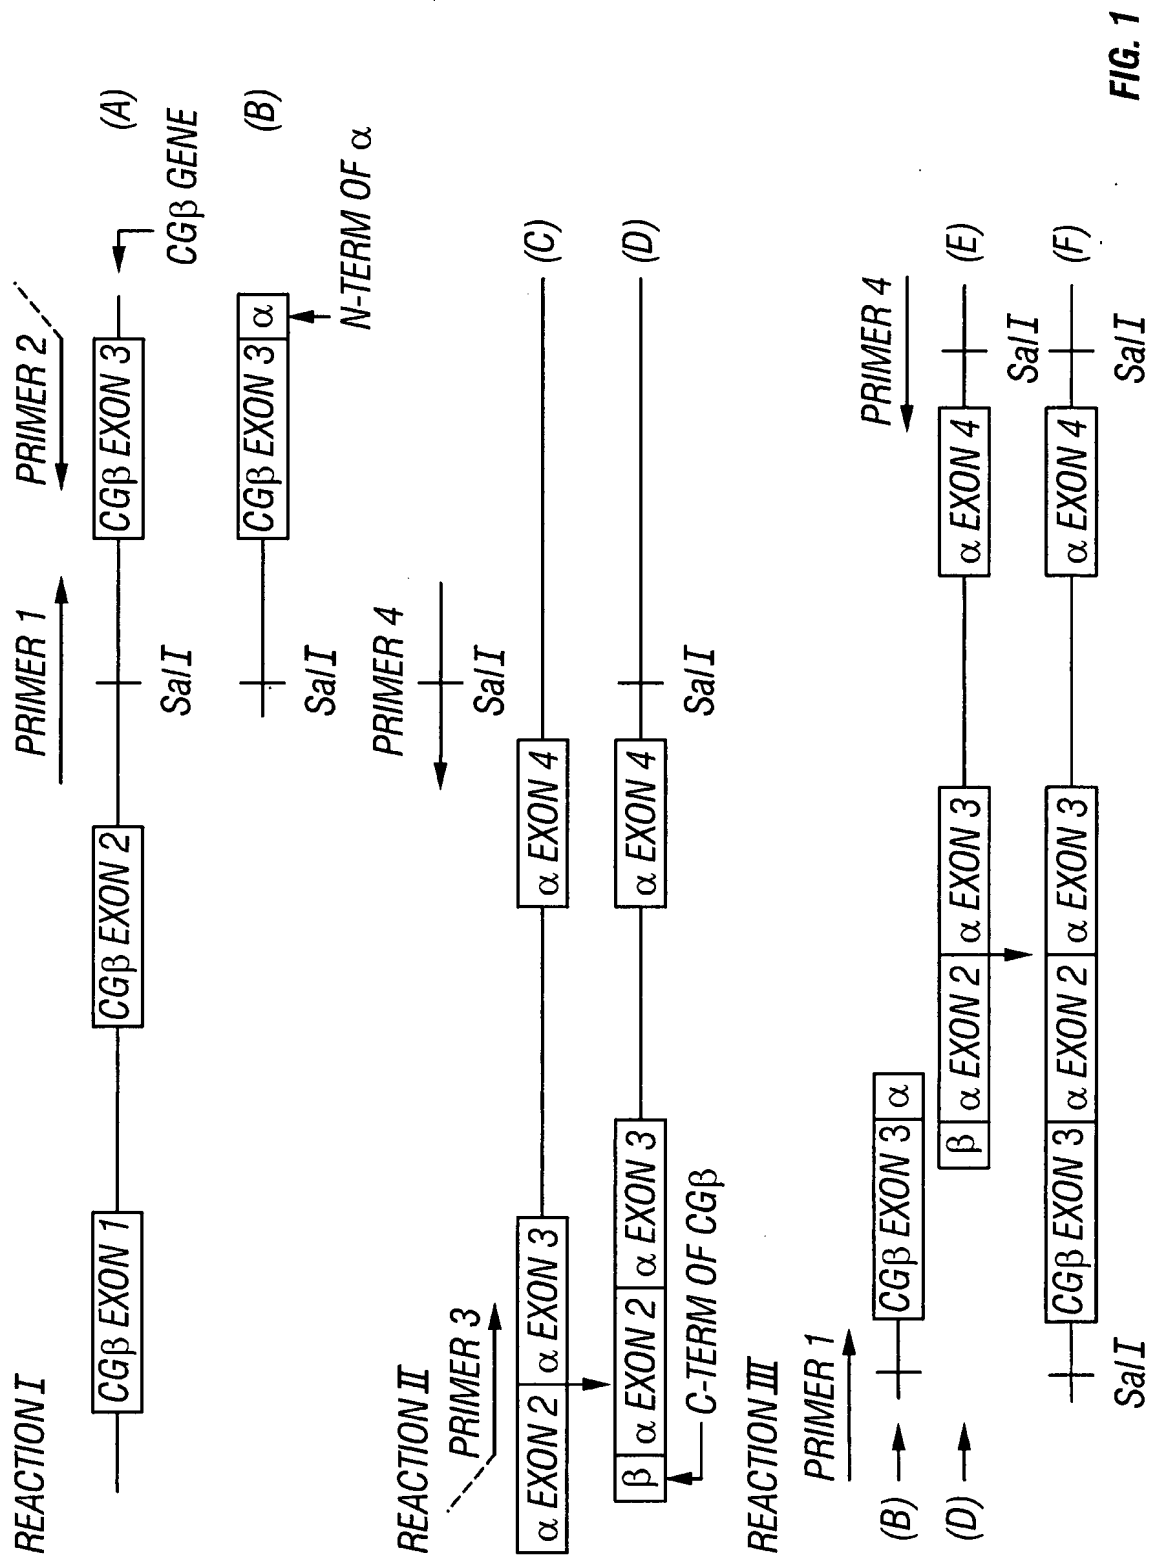 REACTION I
PRIMER 1
PRIMER 2
CGβ EXON 1
CGβ EXON 2
CGβ EXON 3
(A)
SalI
CGβ GENE
CGβ EXON 3
α
(B)
SalI
N-TERM OF α
REACTION II
PRIMER 3
PRIMER 4
SalI
α EXON 2
α EXON 3
α EXON 4
(C)
β
α EXON 2
α EXON 3
α EXON 4
(D)
SalI
C-TERM OF CGβ
REACTION III
PRIMER 1
PRIMER 4
(B)
CGβ EXON 3
α
(D)
β
α EXON 2
α EXON 3
α EXON 4
(E)
SalI
CGβ EXON 3
α EXON 2
α EXON 3
α EXON 4
(F)
SalI
SalI
FIG. 1